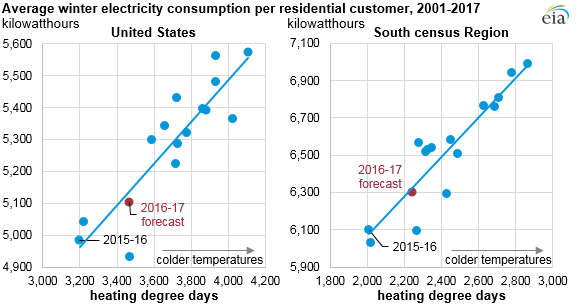 Average winter electricity consumption per residential customer, 2001-2017
kilowatthours
kilowatthours
eia
United States
South census Region
5,600
5,500
5,400
5,300
5,200
5,100
5,000
4,900
2016-17
forecast
2015-16
colder temperatures
3,000
3,200
3,400
3,600
3,800
4,000
4,200
heating degree days
7,100
6,900
6,700
6,500
6,300
6,100
5,900
2016-17
forecast
2015-16
colder temperatures
1,800
2,000
2,200
2,400
2,600
2,800
3,000
heating degree days